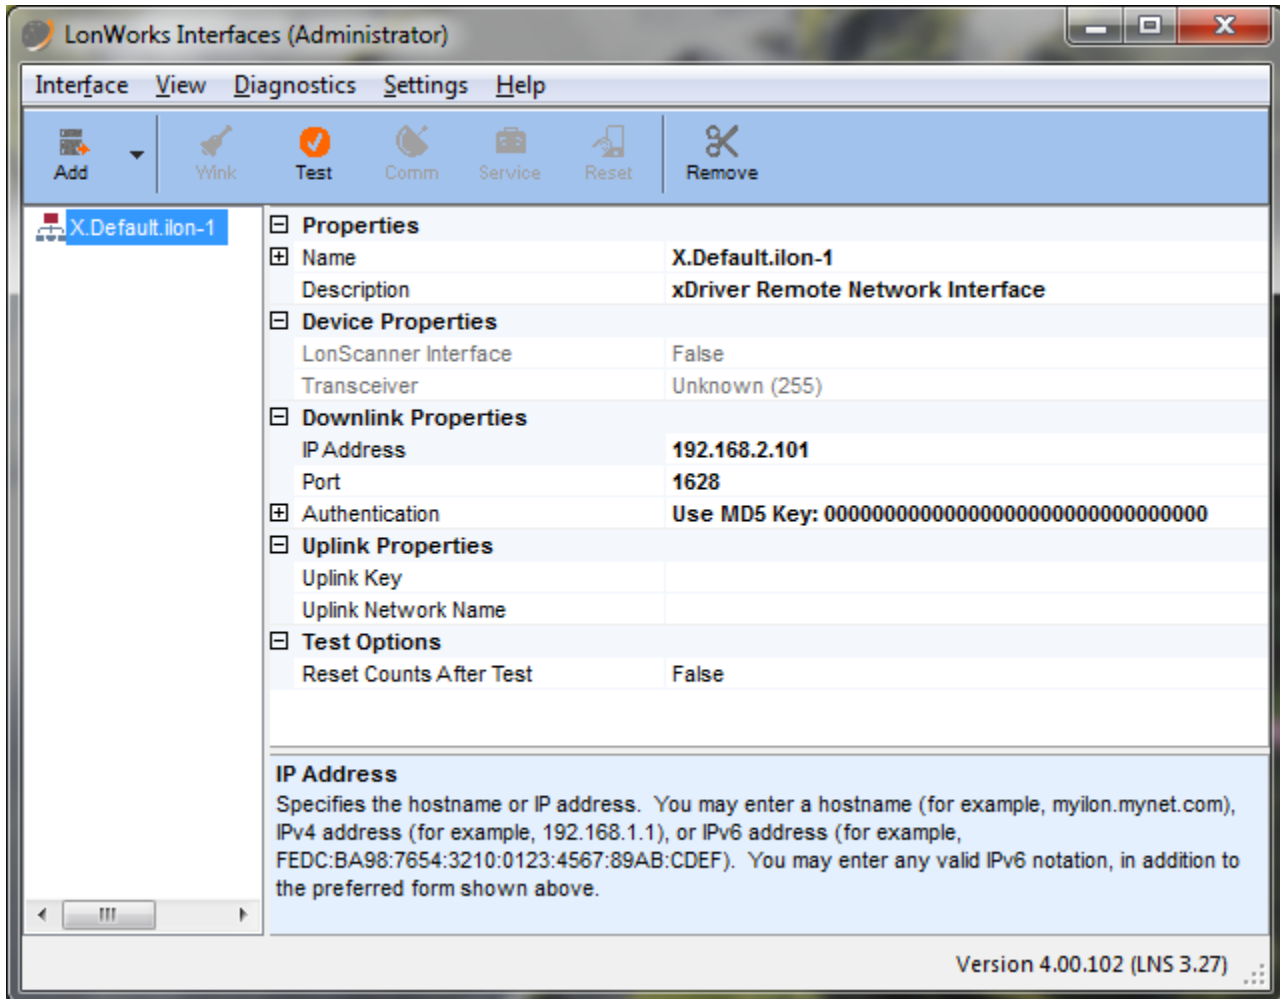 LonWorks Interfaces (Administrator)
Interface View Diagnostics Settings Help
Add Wink Test Comm Service Reset Remove
X.Default.ilon-1
Properties
Name X.Default.ilon-1
Description xDriver Remote Network Interface
Device Properties
LonScanner Interface False
Transceiver Unknown (255)
Downlink Properties
IP Address 192.168.2.101
Port 1628
Authentication Use MD5 Key: 00000000000000000000000000000000
Uplink Properties
Uplink Key
Uplink Network Name
Test Options
Reset Counts After Test False
IP Address
Specifies the hostname or IP address. You may enter a hostname (for example, myilon.mynet.com),
IPv4 address (for example, 192.168.1.1), or IPv6 address (for example,
FEDC:BA98:7654:3210:0123:4567:89AB:CDEF). You may enter any valid IPv6 notation, in addition to
the preferred form shown above.
Version 4.00.102 (LNS 3.27)